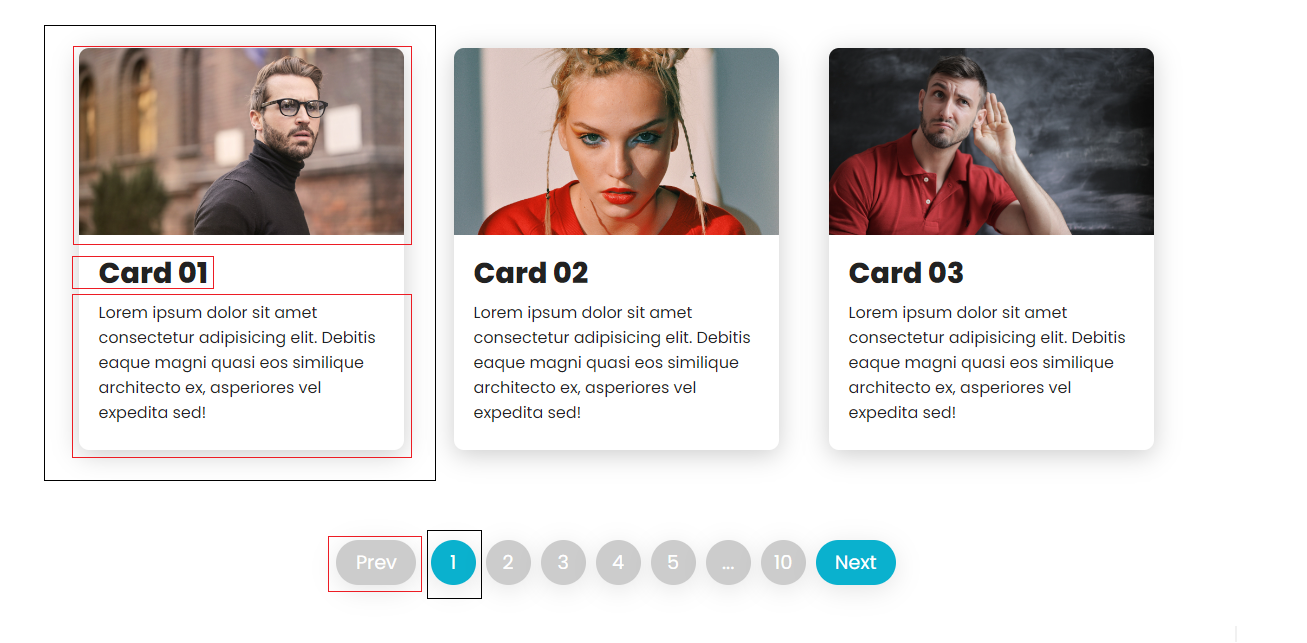 Card 01
Lorem ipsum dolor sit amet
consectetur adipisicing elit. Debitis
eaque magni quasi eos similique
architecto ex, asperiores vel
expedita sed!
Card 02
Lorem ipsum dolor sit amet
consectetur adipisicing elit. Debitis
eaque magni quasi eos similique
architecto ex, asperiores vel
expedita sed!
Card 03
Lorem ipsum dolor sit amet
consectetur adipisicing elit. Debitis
eaque magni quasi eos similique
architecto ex, asperiores vel
expedita sed!
Prev 1 2 3 4 5 ... 10 Next